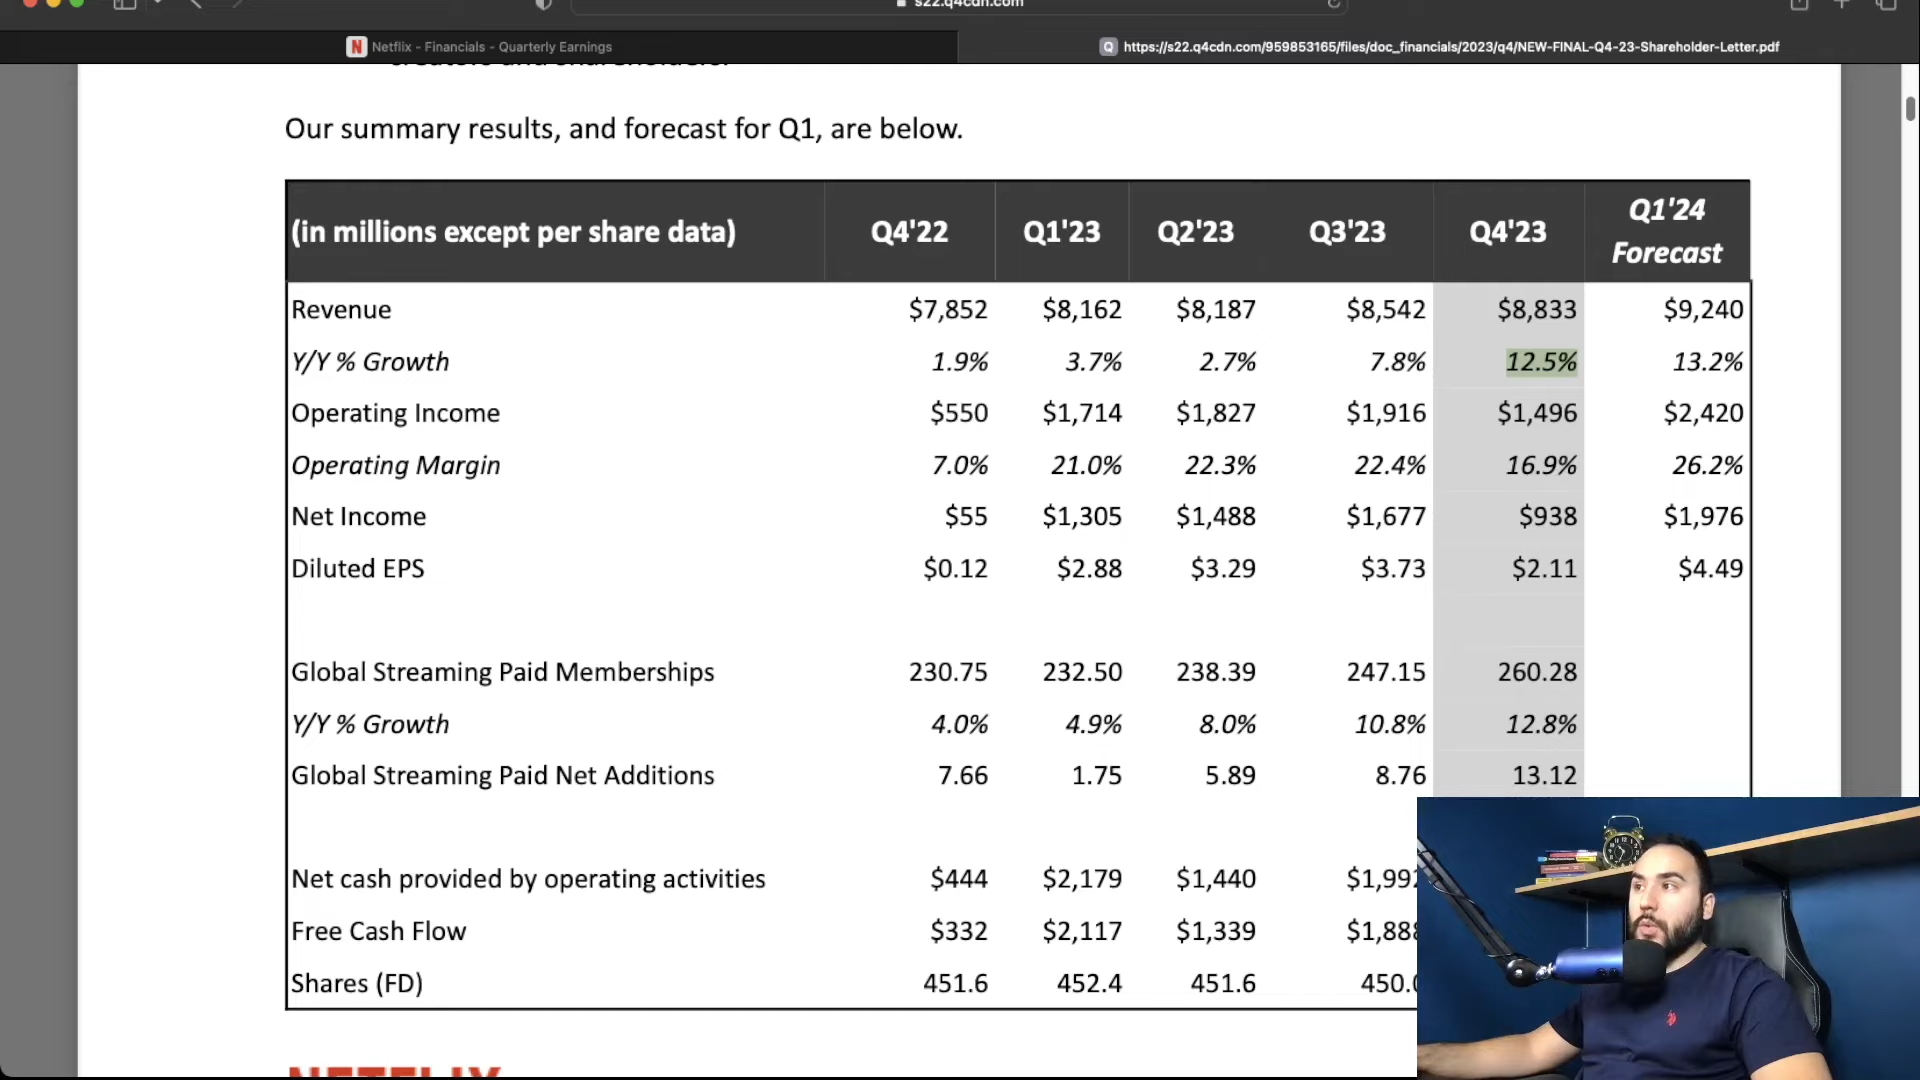 s22.q4cdn.com
Netflix - Financials - Quarterly Earnings
https://s22.q4cdn.com/959853165/files/doc_financials/2023/q4/NEW-FINAL-Q4-23-Shareholder-Letter.pdf
creators and shareholders.
Our summary results, and forecast for Q1, are below.
(in millions except per share data) Q4'22 Q1'23 Q2'23 Q3'23 Q4'23 Q1'24 Forecast
Revenue $7,852 $8,162 $8,187 $8,542 $8,833 $9,240
Y/Y % Growth 1.9% 3.7% 2.7% 7.8% 12.5% 13.2%
Operating Income $550 $1,714 $1,827 $1,916 $1,496 $2,420
Operating Margin 7.0% 21.0% 22.3% 22.4% 16.9% 26.2%
Net Income $55 $1,305 $1,488 $1,677 $938 $1,976
Diluted EPS $0.12 $2.88 $3.29 $3.73 $2.11 $4.49
Global Streaming Paid Memberships 230.75 232.50 238.39 247.15 260.28
Y/Y % Growth 4.0% 4.9% 8.0% 10.8% 12.8%
Global Streaming Paid Net Additions 7.66 1.75 5.89 8.76 13.12
Net cash provided by operating activities $444 $2,179 $1,440 $1,99
Free Cash Flow $332 $2,117 $1,339 $1,88
Shares (FD) 451.6 452.4 451.6 450.
NETFLIX